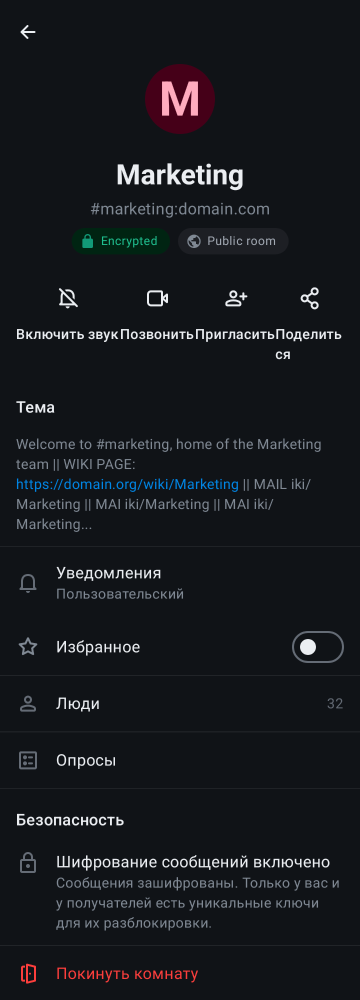 M
Marketing
#marketing:domain.com
Encrypted Public room
Включить звук Позвонить Пригласить Поделить
ся
Тема
Welcome to #marketing, home of the Marketing
team || WIKI PAGE:
https://domain.org/wiki/Marketing || MAIL iki/
Marketing || MAI iki/Marketing || MAI iki/
Marketing...
Уведомления
Пользовательский
Избранное
Люди 32
Опросы
Безопасность
Шифрование сообщений включено
Сообщения зашифрованы. Только у вас и
у получателей есть уникальные ключи
для их разблокировки.
Покинуть комнату